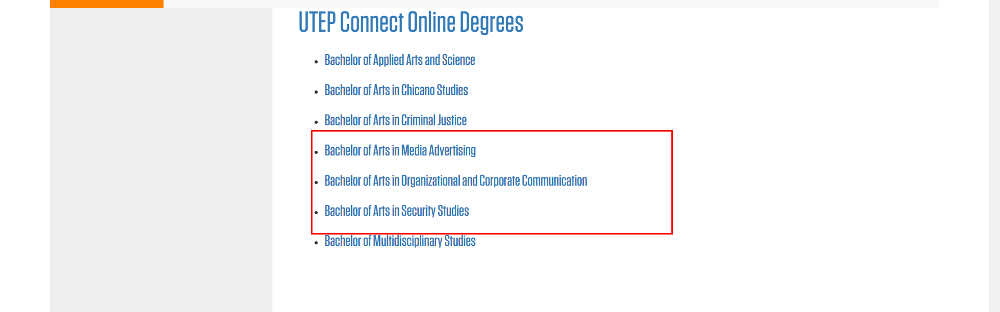 UTEP Connect Online Degrees
Bachelor of Applied Arts and Science
Bachelor of Arts in Chicano Studies
Bachelor of Arts in Criminal Justice
Bachelor of Arts in Media Advertising
Bachelor of Arts in Organizational and Corporate Communication
Bachelor of Arts in Security Studies
Bachelor of Multidisciplinary Studies